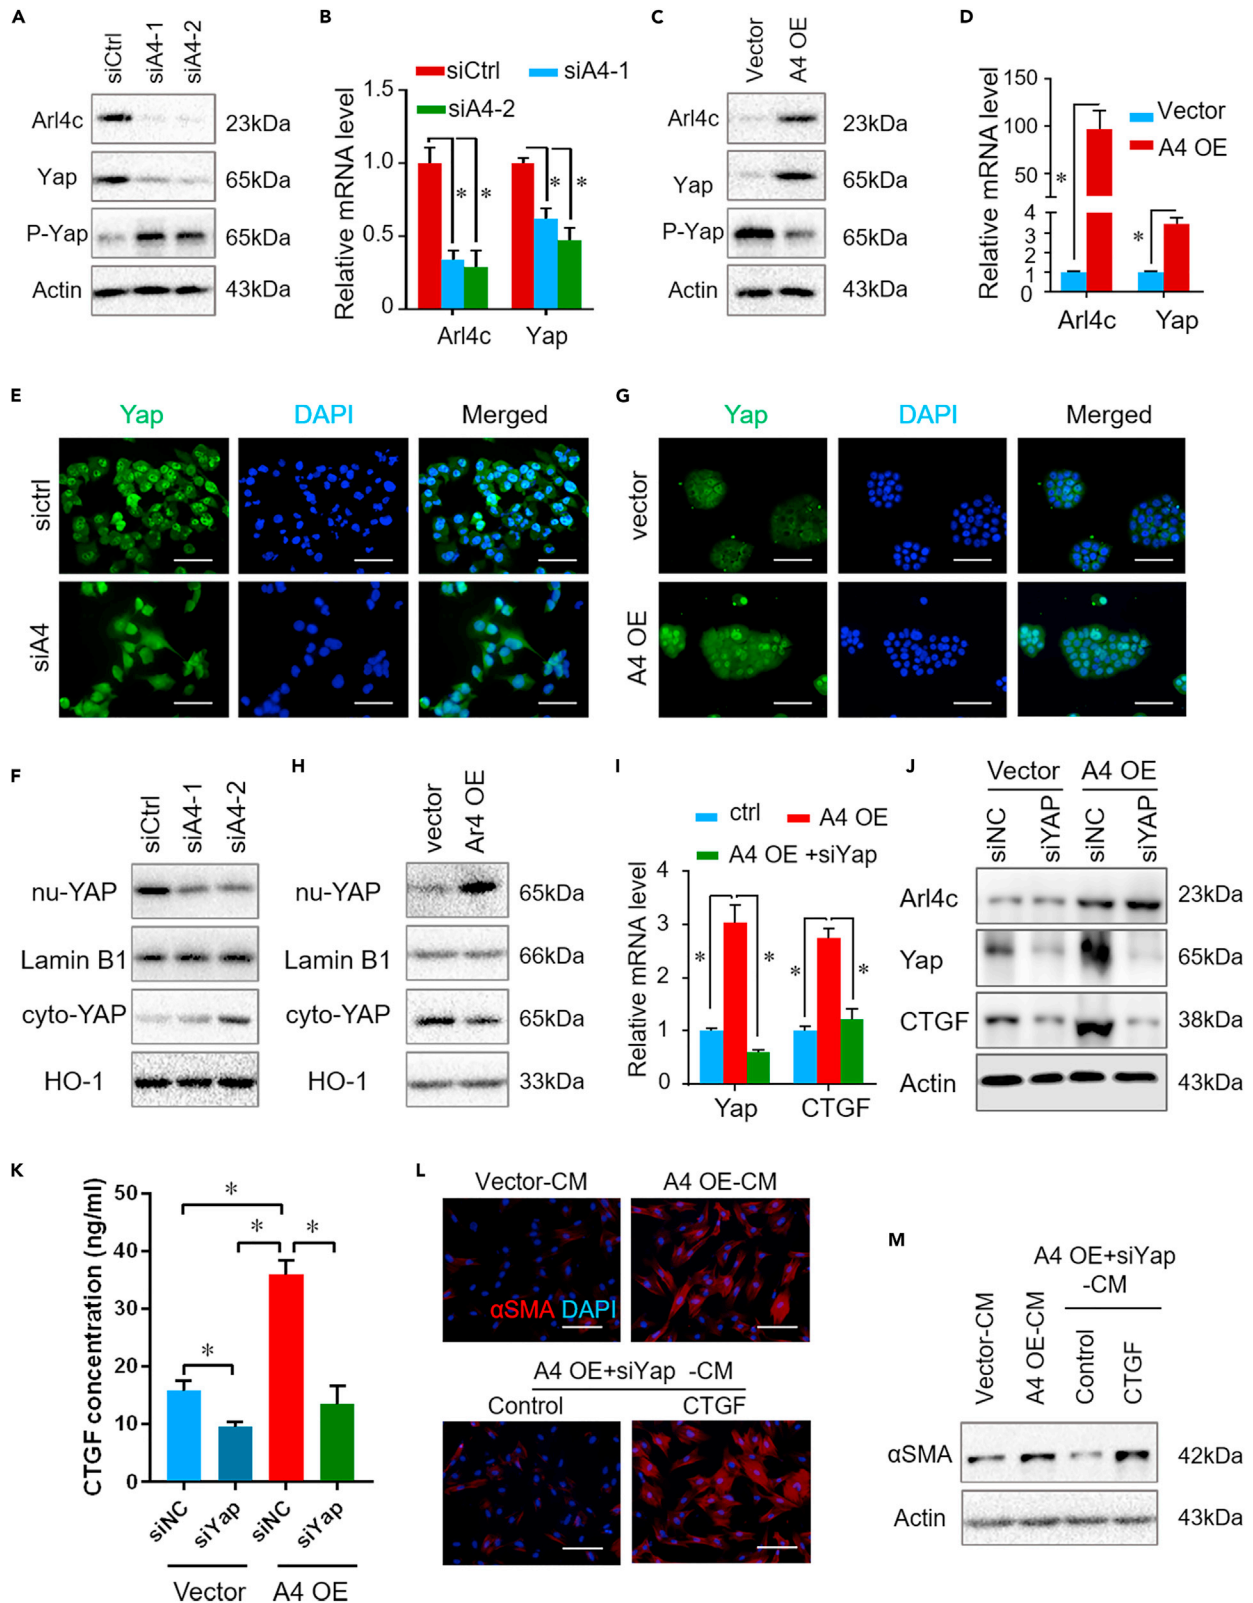 A
siCtrl
siA4-1
siA4-2
Arl4c 23kDa
Yap 65kDa
P-Yap 65kDa
Actin 43kDa
B
siCtrl siA4-1
siA4-2
Relative mRNA level
1.5
1.0
0.5
0
* * * *
Arl4c Yap
C
Vector
A4 OE
Arl4c 23kDa
Yap 65kDa
P-Yap 65kDa
Actin 43kDa
D
Relative mRNA level
150
100
50
4
3
2
1
0
Vector
A4 OE
* *
Arl4c Yap
E
Yap DAPI Merged
sictrl
siA4
G
Yap DAPI Merged
vector
A4 OE
F
siCtrl
siA4-1
siA4-2
nu-YAP
Lamin B1
cyto-YAP
HO-1
H
vector
Ar4 OE
nu-YAP 65kDa
Lamin B1 66kDa
cyto-YAP 65kDa
HO-1 33kDa
I
ctrl A4 OE
A4 OE +siYap
Relative mRNA level
4
3
2
1
0
* * * *
Yap CTGF
J
Vector A4 OE
siNC
siYAP
siNC
siYAP
Arl4c 23kDa
Yap 65kDa
CTGF 38kDa
Actin 43kDa
K
CTGF concentration (ng/ml)
50
40
30
20
10
0
*
* *
*
siNC
siYap
siNC
siYap
Vector A4 OE
L
Vector-CM A4 OE-CM
αSMA DAPI
A4 OE+siYap -CM
Control CTGF
M
A4 OE+siYap
-CM
Vector-CM
A4 OE-CM
Control
CTGF
αSMA 42kDa
Actin 43kDa